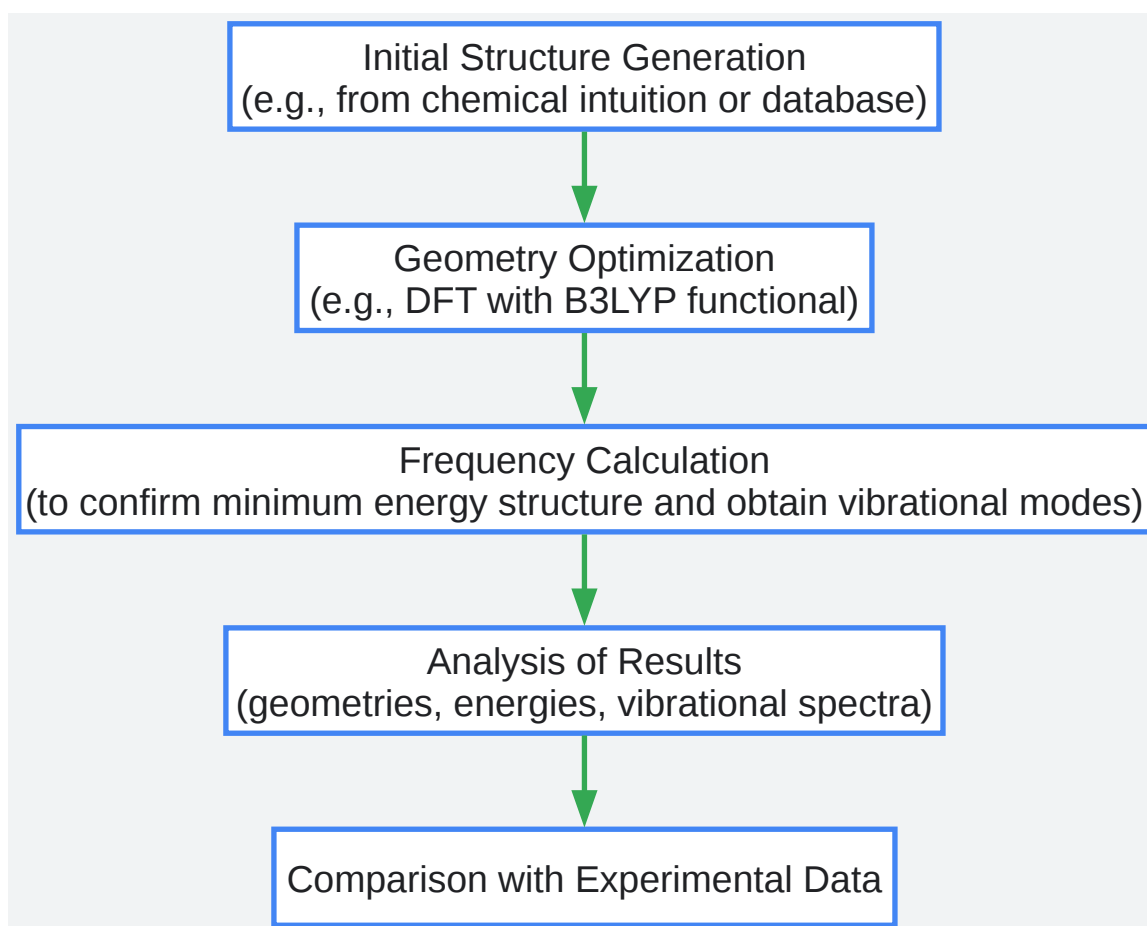 Initial Structure Generation
(e.g., from chemical intuition or database)
Geometry Optimization
(e.g., DFT with B3LYP functional)
Frequency Calculation
(to confirm minimum energy structure and obtain vibrational modes)
Analysis of Results
(geometries, energies, vibrational spectra)
Comparison with Experimental Data